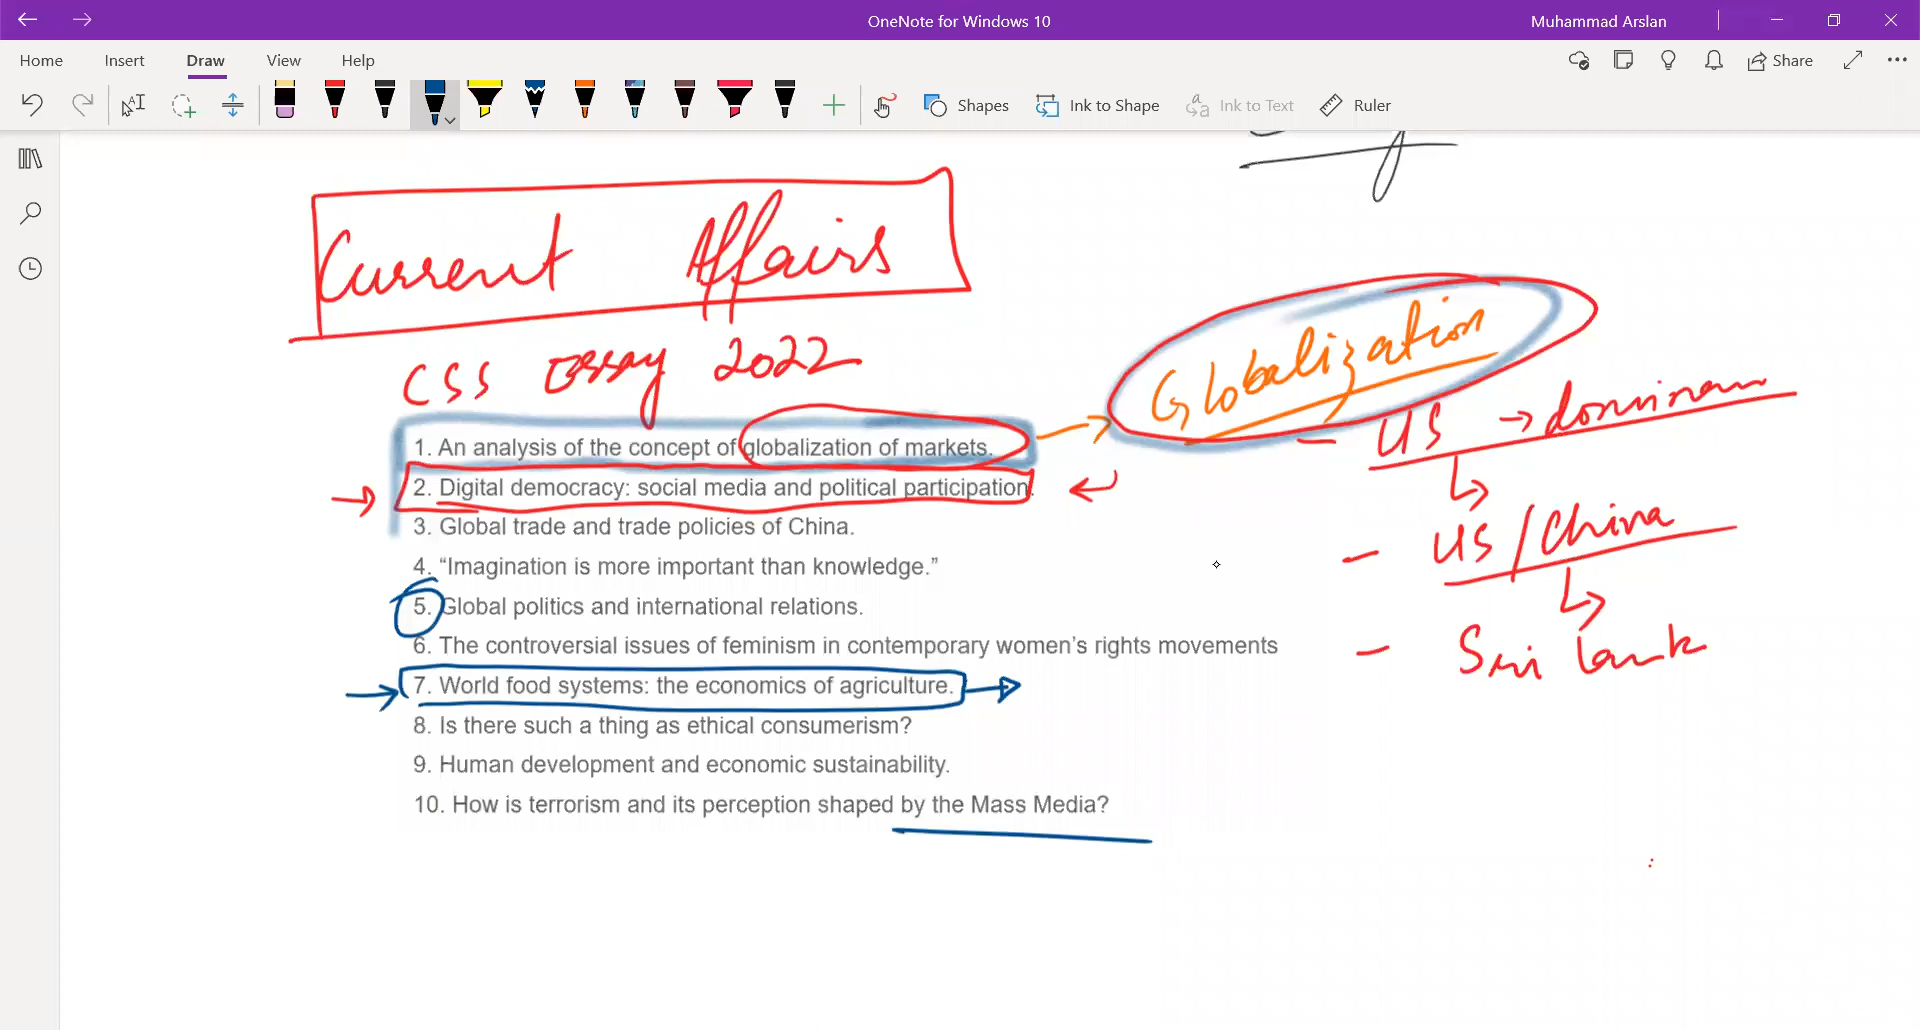 OneNote for Windows 10
Muhammad Arslan
Home Insert Draw View Help
Share
Shapes Ink to Shape Ink to Text Ruler
Current Affairs
CSS Essay 2022
1. An analysis of the concept of globalization of markets.
Globalization
2. Digital democracy: social media and political participation.
3. Global trade and trade policies of China.
4. “Imagination is more important than knowledge.”
5. Global politics and international relations.
6. The controversial issues of feminism in contemporary women’s rights movements
7. World food systems: the economics of agriculture.
8. Is there such a thing as ethical consumerism?
9. Human development and economic sustainability.
10. How is terrorism and its perception shaped by the Mass Media?
- US →
- US / China
- Sri